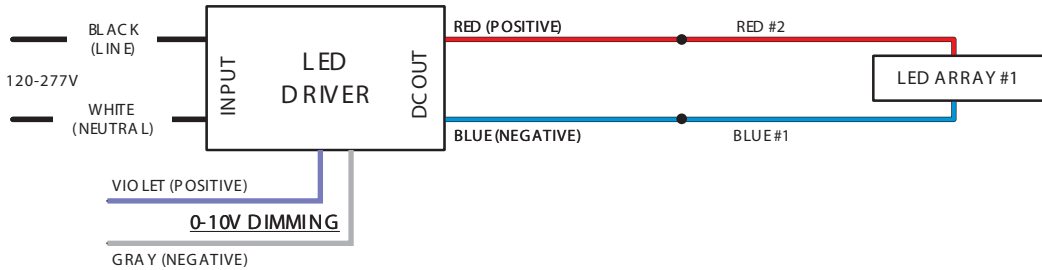 BLACK
(LINE)
120-277V
WHITE
(NEUTRAL)
INPUT
LED
DRIVER
DC OUT
RED (POSITIVE)
RED #2
LED ARRAY #1
BLUE (NEGATIVE)
BLUE #1
VIOLET (POSITIVE)
0-10V DIMMING
GRAY (NEGATIVE)